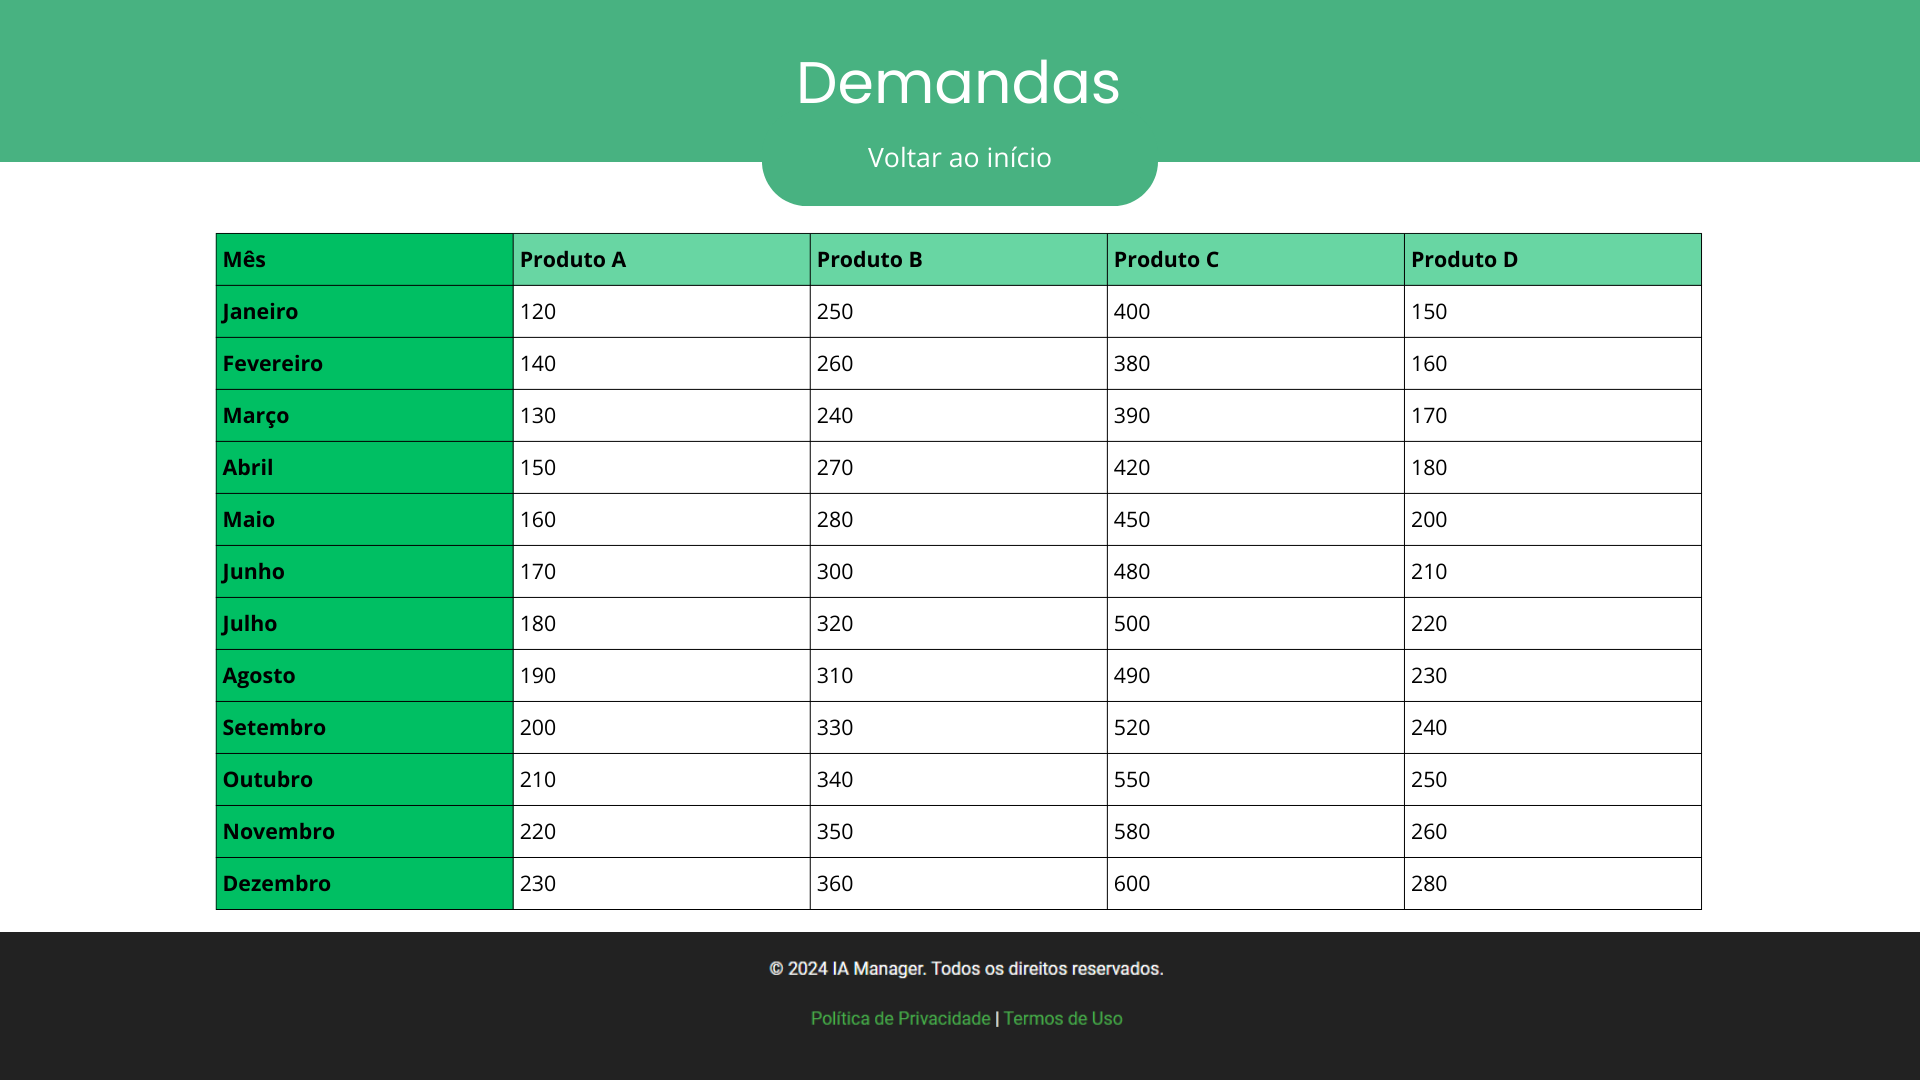 Demandas
Voltar ao início
Mês Produto A Produto B Produto C Produto D
Janeiro 120 250 400 150
Fevereiro 140 260 380 160
Março 130 240 390 170
Abril 150 270 420 180
Maio 160 280 450 200
Junho 170 300 480 210
Julho 180 320 500 220
Agosto 190 310 490 230
Setembro 200 330 520 240
Outubro 210 340 550 250
Novembro 220 350 580 260
Dezembro 230 360 600 280
© 2024 IA Manager. Todos os direitos reservados.
Política de Privacidade | Termos de Uso